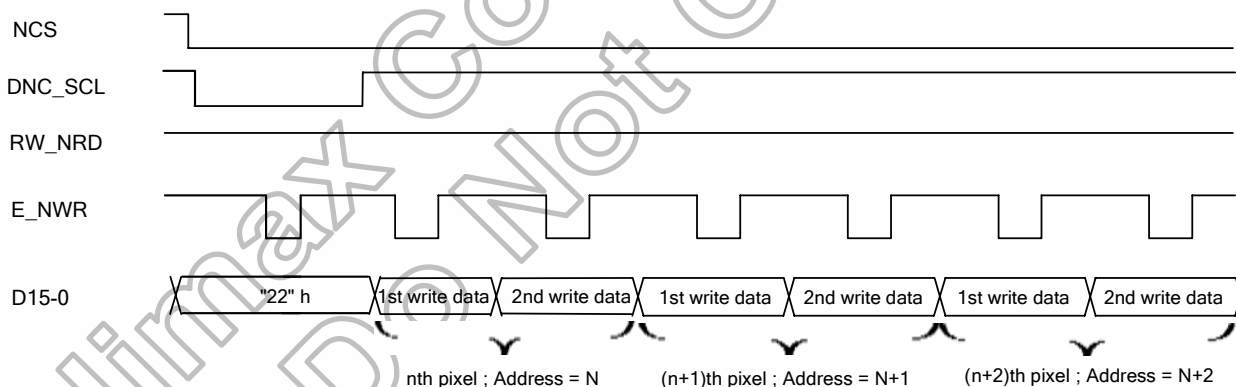 NCS
DNC_SCL
RW_NRD
E_NWR
D15-0 "22" h 1st write data 2nd write data 1st write data 2nd write data 1st write data 2nd write data
nth pixel ; Address = N (n+1)th pixel ; Address = N+1 (n+2)th pixel ; Address = N+2
Do Not